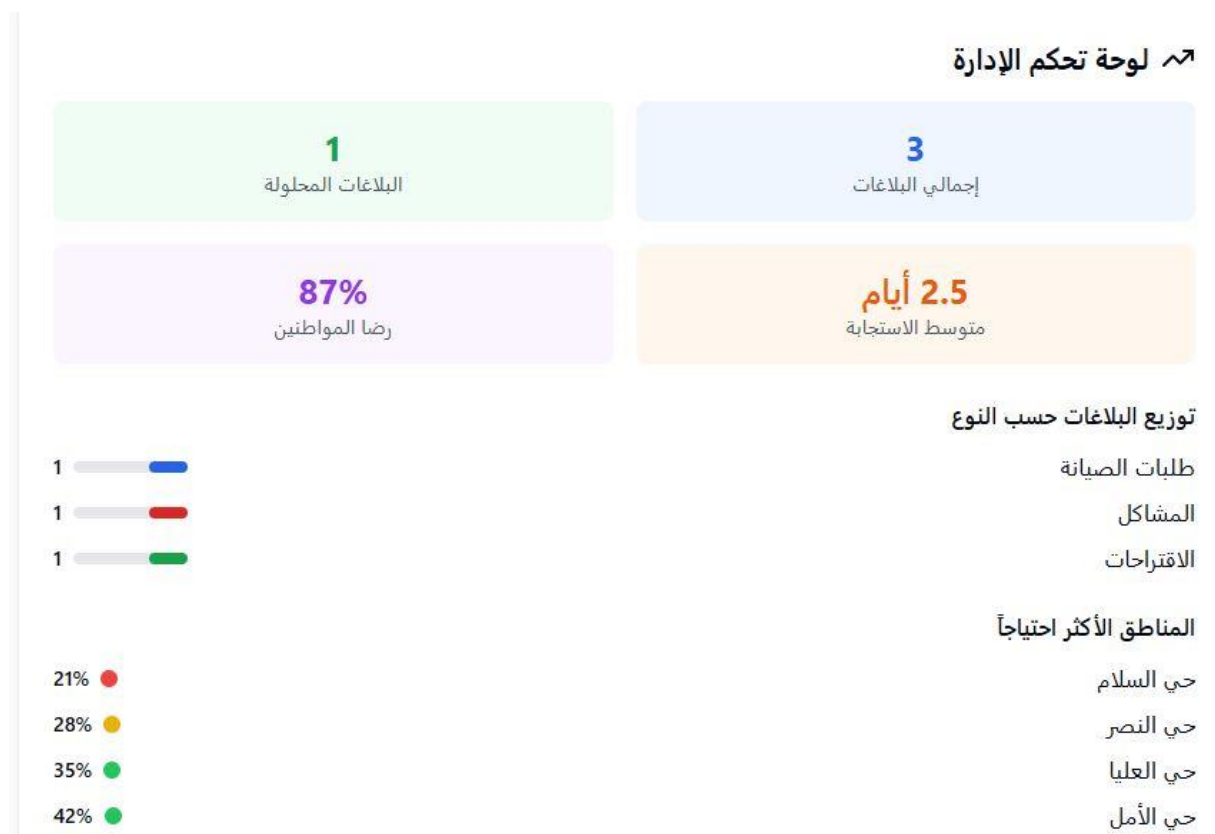 لوحة تحكم الإدارة
3
إجمالي البلاغات
1
البلاغات المحلولة
2.5 أيام
متوسط الاستجابة
87%
رضا المواطنين
توزيع البلاغات حسب النوع
طلبات الصيانة 1
المشاكل 1
الاقتراحات 1
المناطق الأكثر احتياجاً
حي السلام 21%
حي النصر 28%
حي العليا 35%
حي الأمل 42%